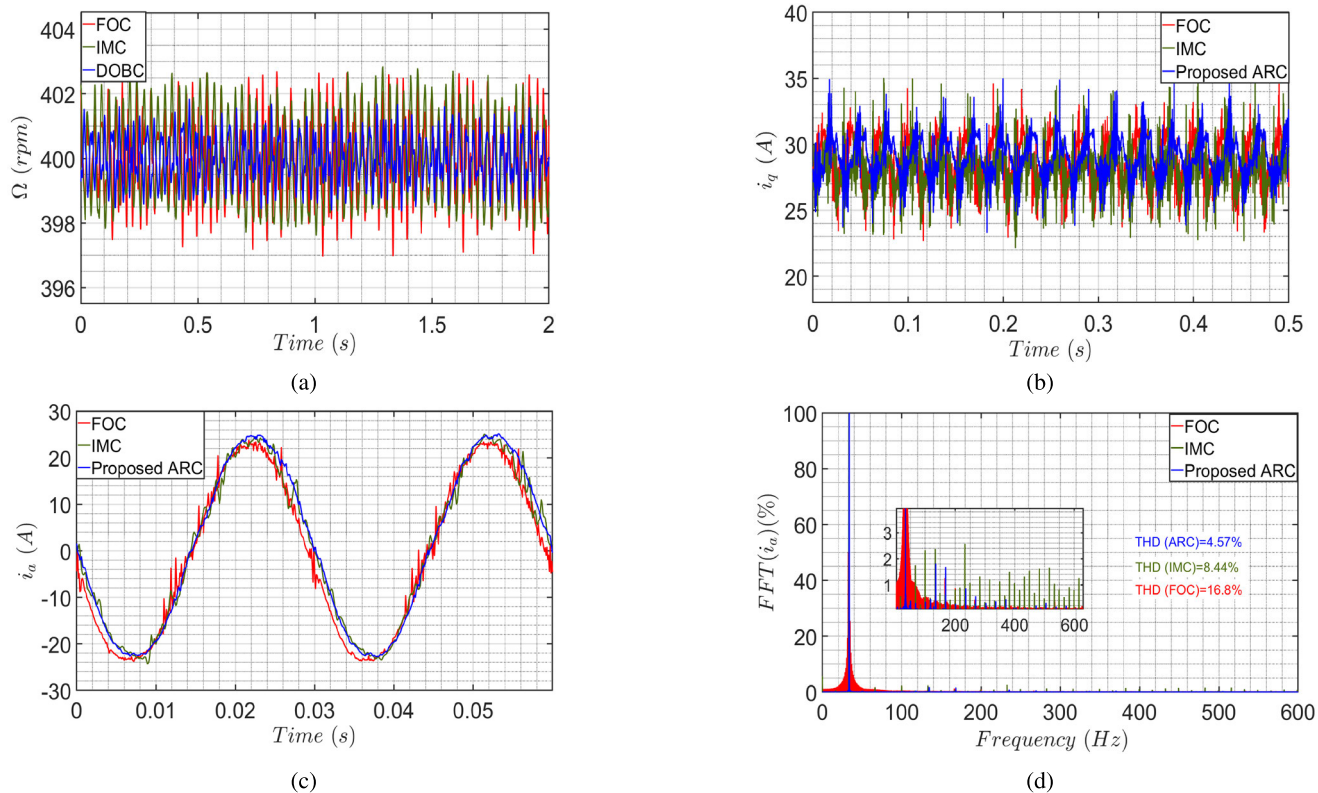 404
402
400
398
396
Ω (rpm)
FOC
IMC
DOBC
0 0.5 1 1.5 2
Time (s)
(a)
40
35
30
25
20
i_q (A)
FOC
IMC
Proposed ARC
0 0.1 0.2 0.3 0.4 0.5
Time (s)
(b)
30
20
10
0
-10
-20
-30
i_a (A)
FOC
IMC
Proposed ARC
0 0.01 0.02 0.03 0.04 0.05
Time (s)
(c)
100
80
60
40
20
0
FFT(i_a)(%)
FOC
IMC
Proposed ARC
3
2
1
200 400 600
THD (ARC)=4.57%
THD (IMC)=8.44%
THD (FOC)=16.8%
0 100 200 300 400 500 600
Frequency (Hz)
(d)